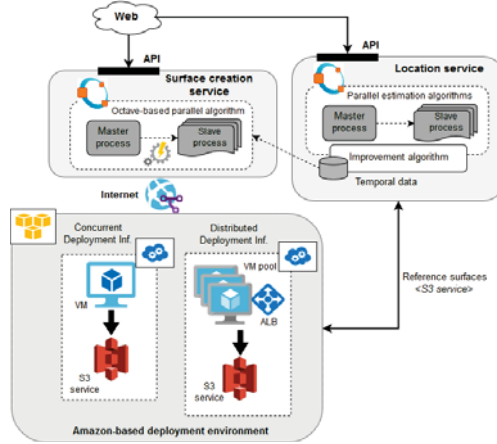 Web
API
API
Surface creation
service
Location service
Octave-based parallel algorithm
Master
process
Slave
process
Parallel estimation algorithms
Master
process
Slave
process
Improvement algorithm
Temporal data
Internet
Concurrent
Deployment Inf.
Distributed
Deployment Inf.
VM
VM pool
ALB
S3
service
S3
service
Reference surfaces
<S3 service>
Amazon-based deployment environment